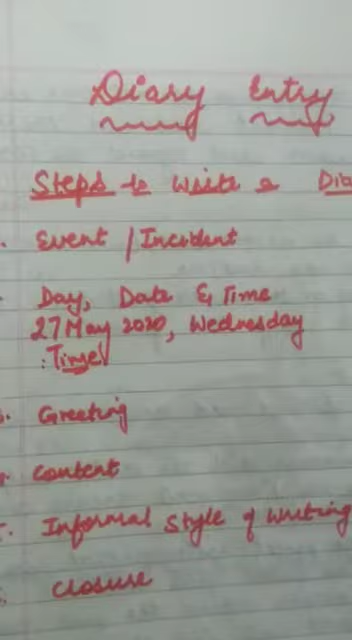 Diary Entry
Steps to write a Dia
. Event / Incident
. Day, Date & Time
27 May 2020, Wednesday
: Time
. Greeting
. Content
. Informal style of writing
. Closure